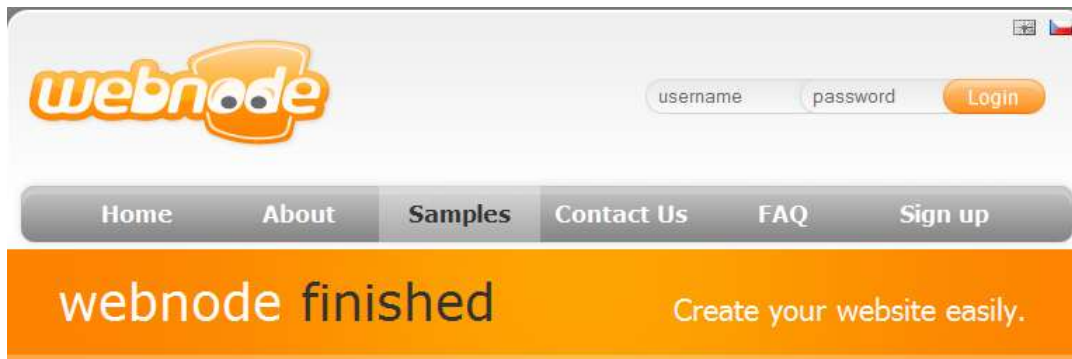 webnode
username password Login
Home About Samples Contact Us FAQ Sign up
webnode finished
Create your website easily.